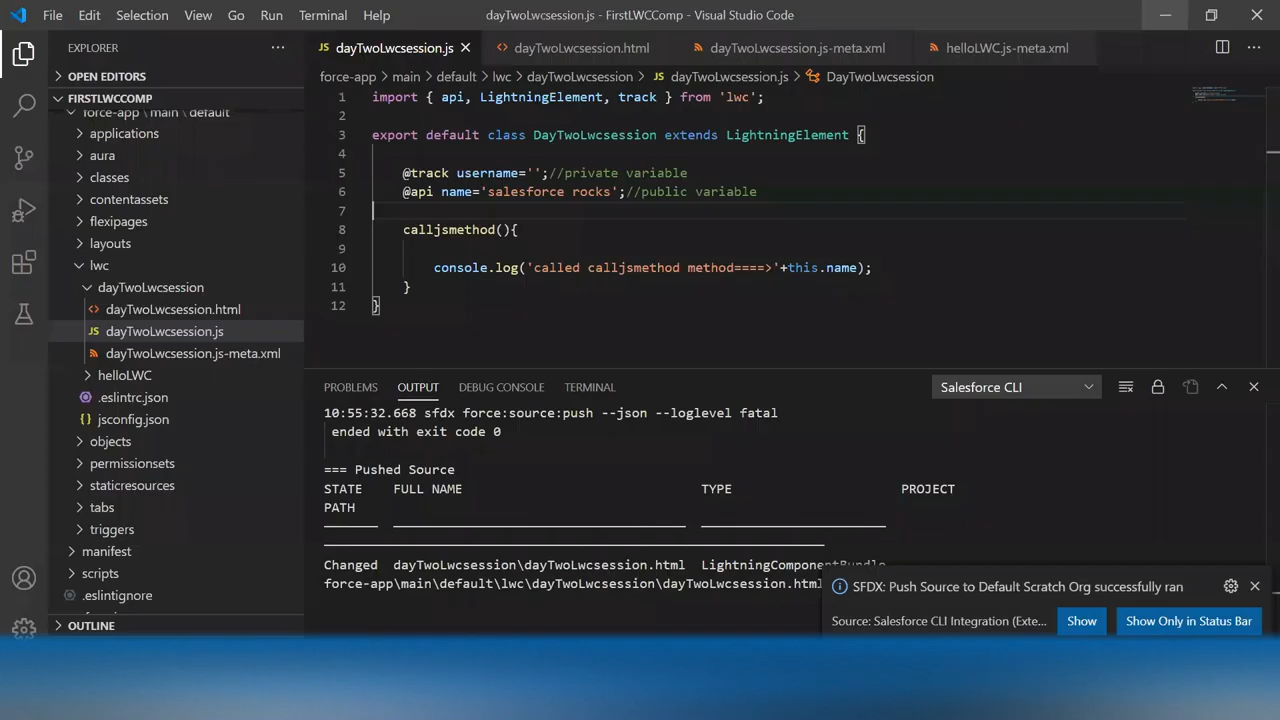 File Edit Selection View Go Run Terminal Help dayTwoLwcsession.js - FirstLWCComp - Visual Studio Code
EXPLORER ···
OPEN EDITORS
FIRSTLWCCOMP
force-app \ main \ default
applications
aura
classes
contentassets
flexipages
layouts
lwc
dayTwoLwcsession
<> dayTwoLwcsession.html
JS dayTwoLwcsession.js
dayTwoLwcsession.js-meta.xml
helloLWC
.eslintrc.json
{} jsconfig.json
objects
permissionsets
staticresources
tabs
triggers
manifest
scripts
.eslintignore
OUTLINE
JS dayTwoLwcsession.js <> dayTwoLwcsession.html dayTwoLwcsession.js-meta.xml helloLWC.js-meta.xml ···
force-app > main > default > lwc > dayTwoLwcsession > JS dayTwoLwcsession.js > DayTwoLwcsession
1 import { api, LightningElement, track } from 'lwc';
2
3 export default class DayTwoLwcsession extends LightningElement {
4
5 @track username='';//private variable
6 @api name='salesforce rocks';//public variable
7
8 calljsmethod(){
9
10 console.log('called calljsmethod method====>'+this.name);
11 }
12 }
PROBLEMS OUTPUT DEBUG CONSOLE TERMINAL Salesforce CLI
10:55:32.668 sfdx force:source:push --json --loglevel fatal
ended with exit code 0
=== Pushed Source
STATE FULL NAME TYPE PROJECT
PATH
Changed dayTwoLwcsession\dayTwoLwcsession.html LightningComponentBundle
force-app\main\default\lwc\dayTwoLwcsession\dayTwoLwcsession.html
SFDX: Push Source to Default Scratch Org successfully ran
Source: Salesforce CLI Integration (Exte... Show Show Only in Status Bar